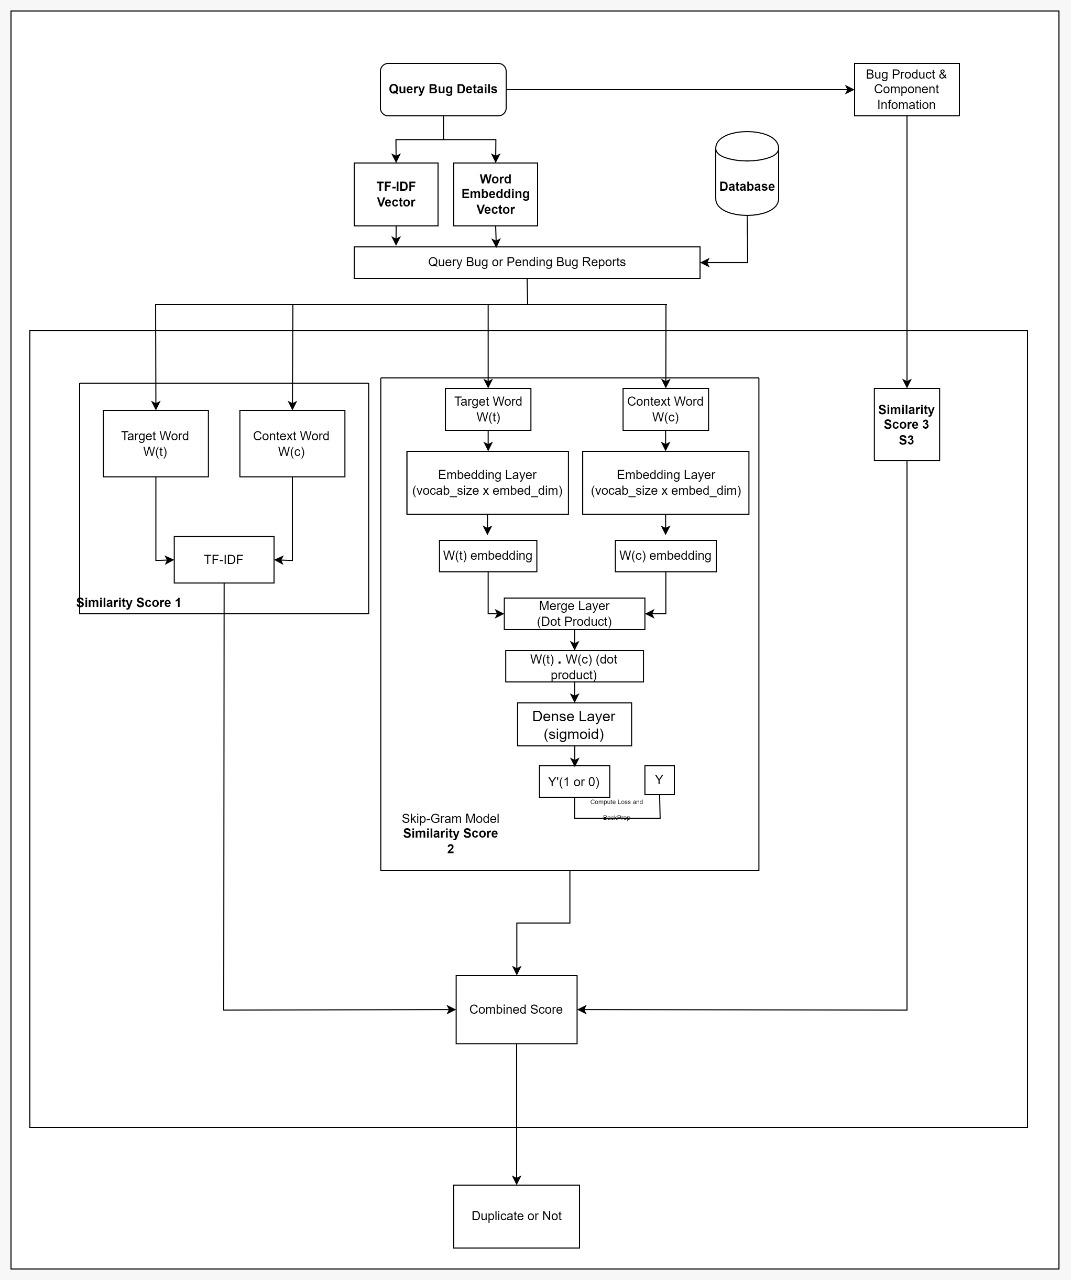 Query Bug Details
Bug Product &
Component
Infomation
TF-IDF
Vector
Word
Embedding
Vector
Database
Query Bug or Pending Bug Reports
Target Word
W(t)
Context Word
W(c)
TF-IDF
Similarity Score 1
Target Word
W(t)
Context Word
W(c)
Embedding Layer
(vocab_size x embed_dim)
Embedding Layer
(vocab_size x embed_dim)
W(t) embedding
W(c) embedding
Merge Layer
(Dot Product)
W(t) . W(c) (dot
product)
Dense Layer
(sigmoid)
Y'(1 or 0)
Y
Compute Loss and
BackProp
Skip-Gram Model
Similarity Score
2
Similarity
Score 3
S3
Combined Score
Duplicate or Not